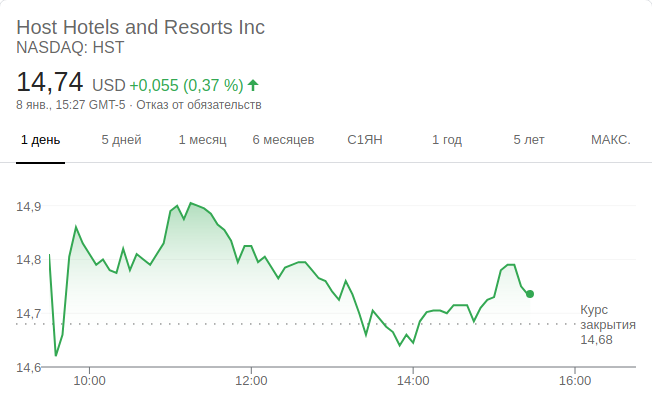 Host Hotels and Resorts Inc
NASDAQ: HST
14,74 USD +0,055 (0,37 %)
8 янв., 15:27 GMT-5 · Отказ от обязательств
1 день 5 дней 1 месяц 6 месяцев С1ЯН 1 год 5 лет МАКС.
14,9
14,8
14,7
Курс
закрытия
14,68
14,6
10:00 12:00 14:00 16:00